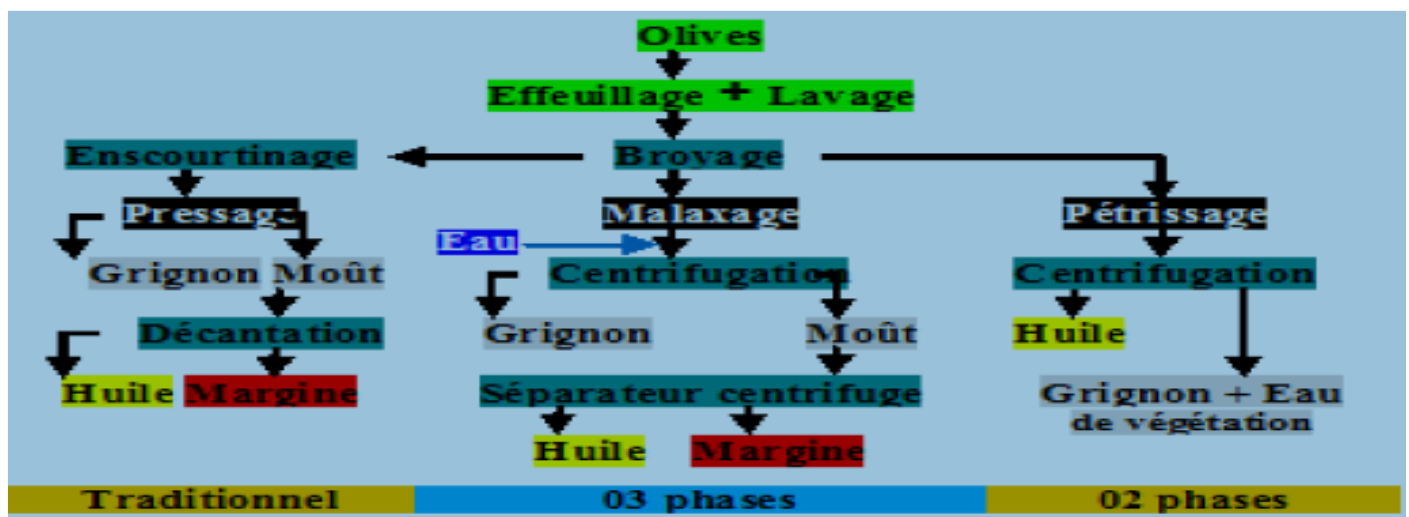 Olives
Effeuillage + Lavage
Enscourtinage
Broyage
Pressage
Malaxage
Pétrissage
Eau
Grignon
Moût
Centrifugation
Centrifugation
Décantation
Grignon
Moût
Huile
Huile
Margine
Séparateur centrifuge
Grignon + Eau
de végétation
Huile
Margine
Traditionnel
03 phases
02 phases